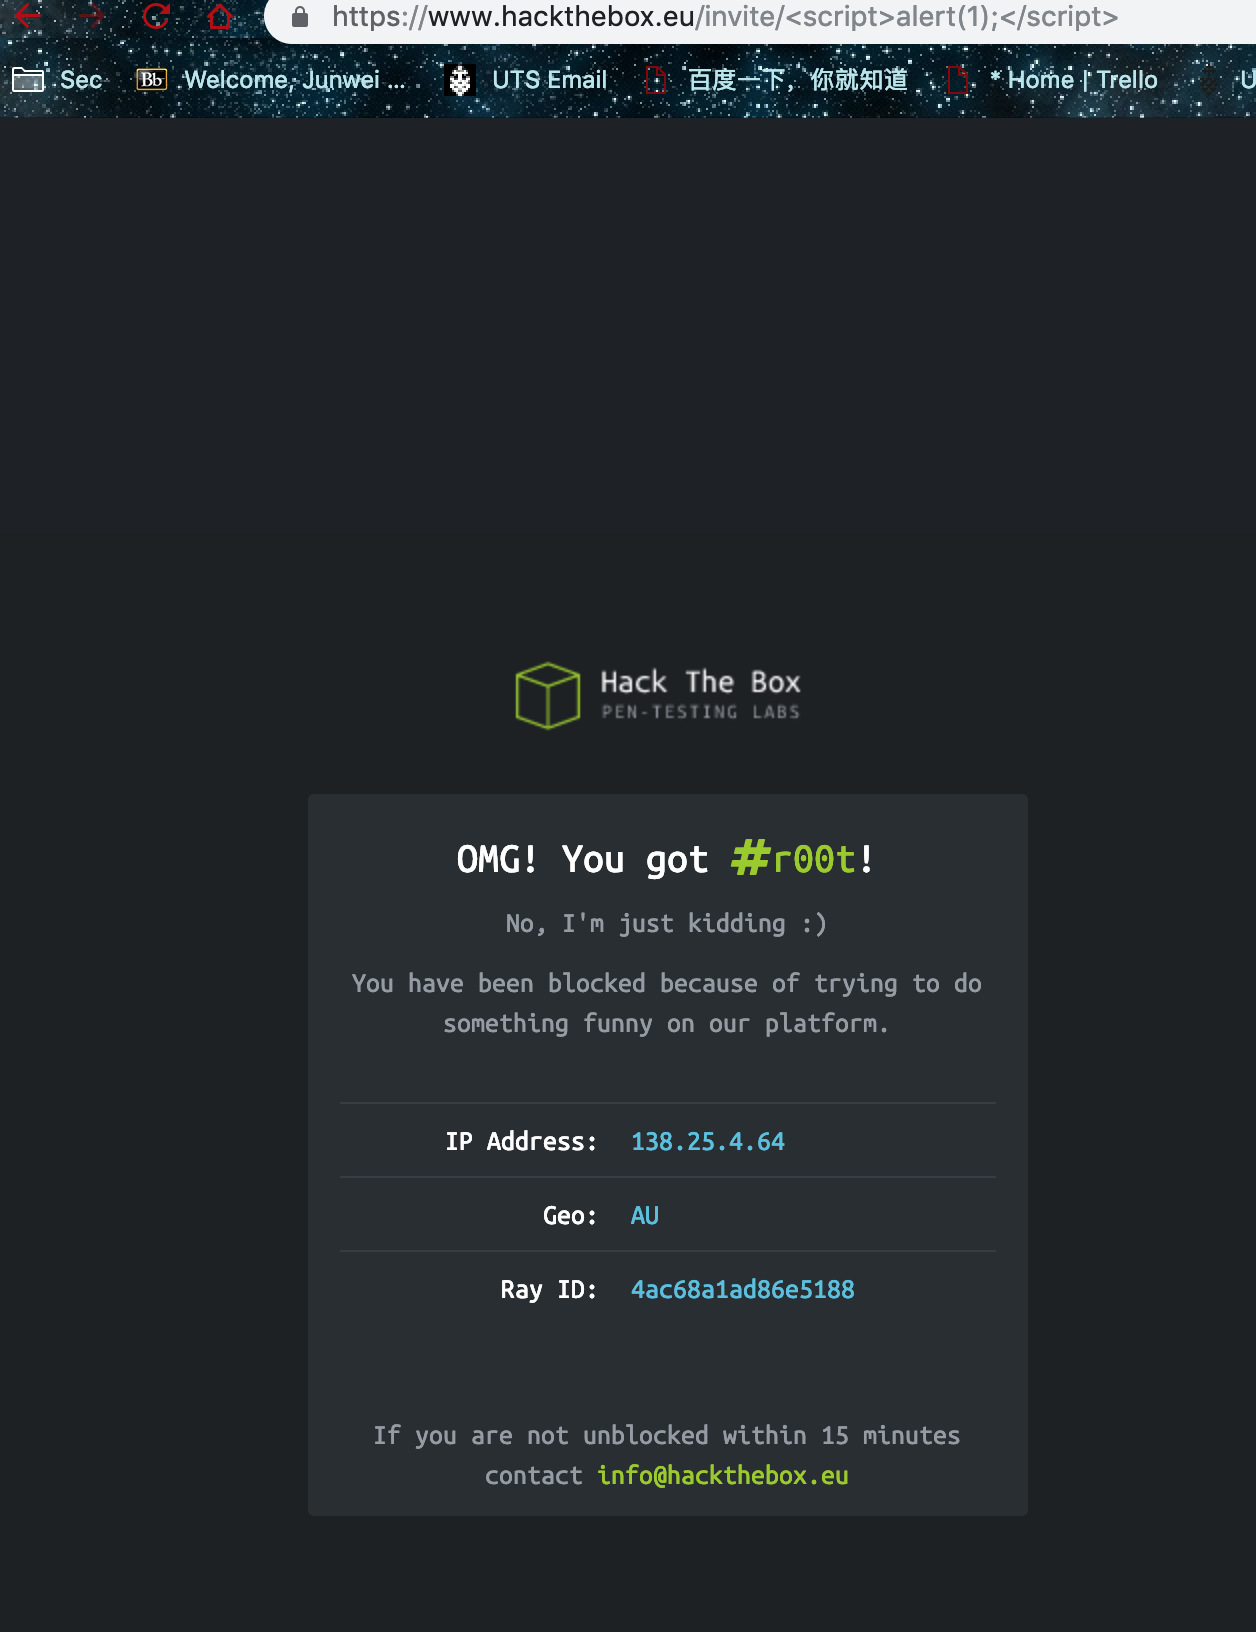 https://www.hackthebox.eu/invite/<script>alert(1);</script>
Sec Bb Welcome, Junwei ... UTS Email 百度一下，你就知道 * Home | Trello U
Hack The Box
PEN-TESTING LABS
OMG! You got #r00t!
No, I'm just kidding :)
You have been blocked because of trying to do
something funny on our platform.
IP Address: 138.25.4.64
Geo: AU
Ray ID: 4ac68a1ad86e5188
If you are not unblocked within 15 minutes
contact info@hackthebox.eu